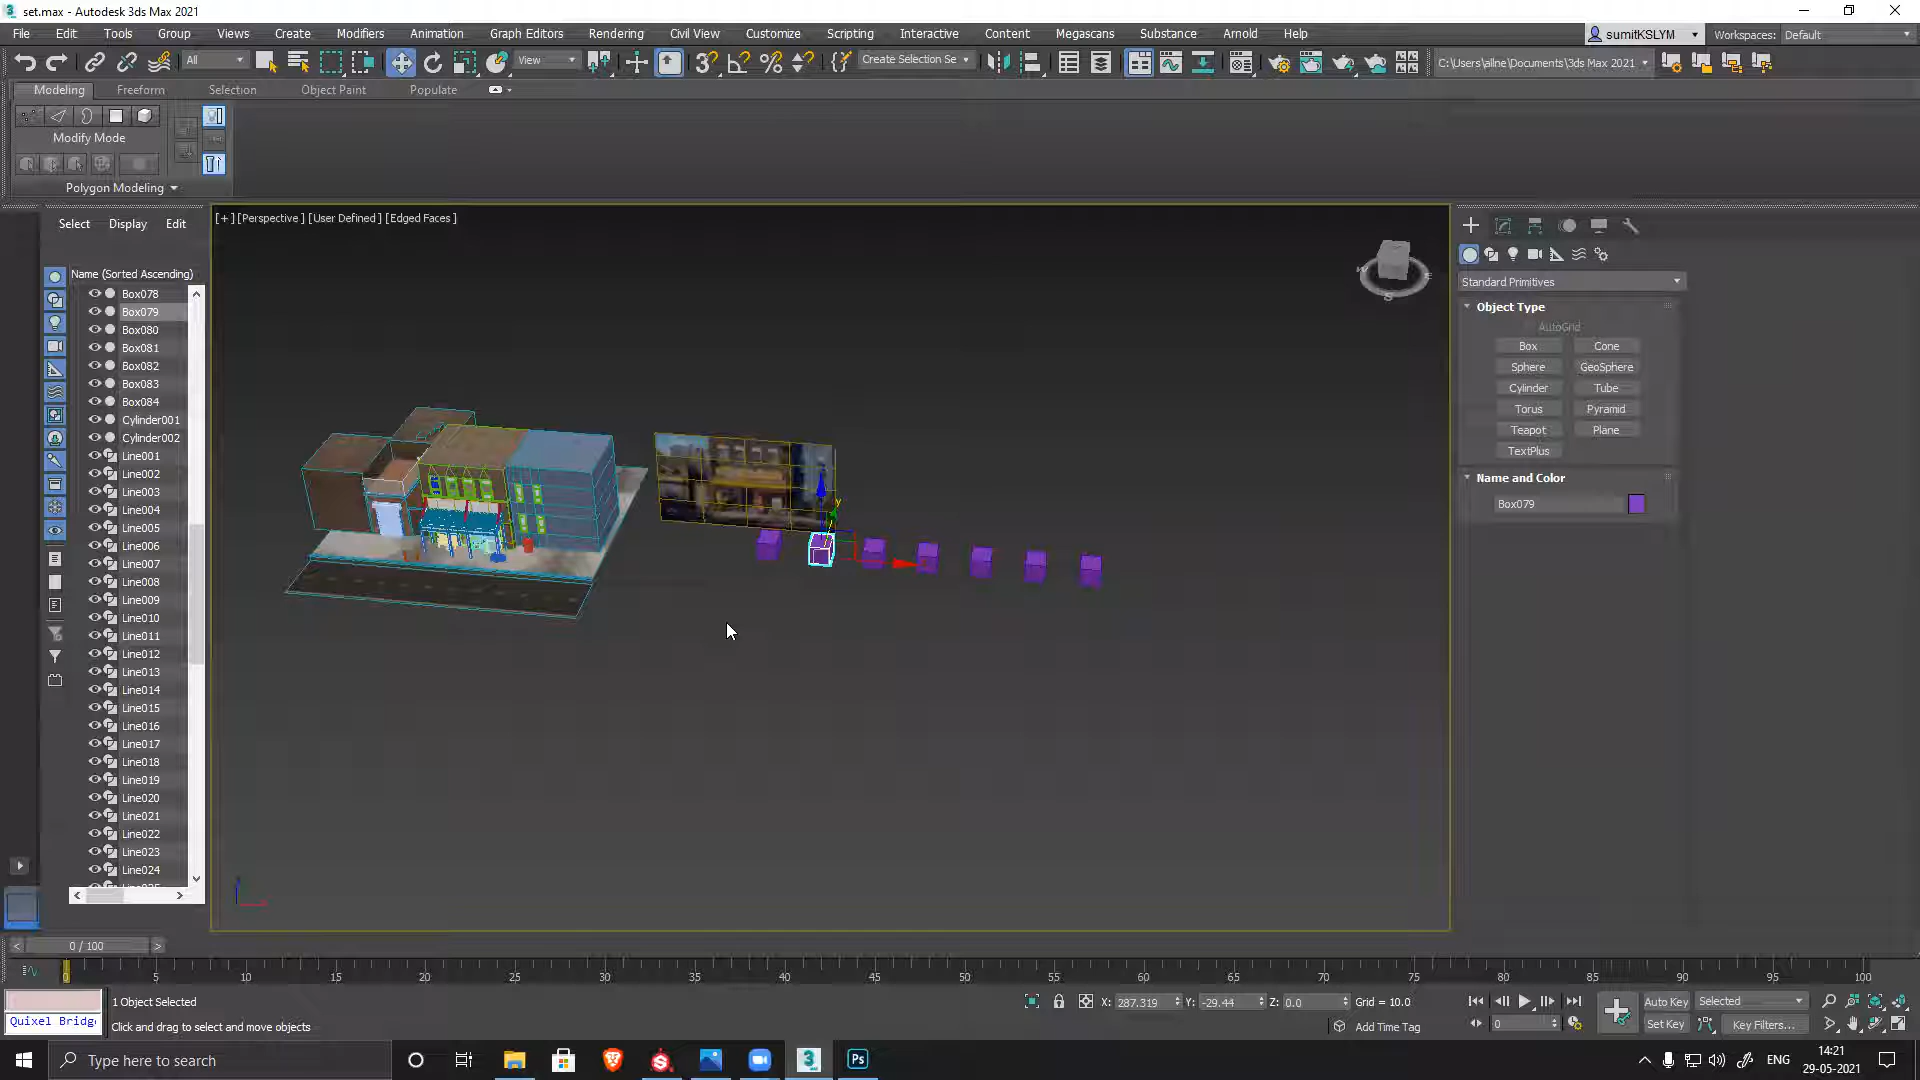 set.max - Autodesk 3ds Max 2021
File Edit Tools Group Views Create Modifiers Animation Graph Editors Rendering Civil View Customize Scripting Interactive Content Megascans Substance Arnold Help sumitKSLYM Workspaces: Default
All View Create Selection Se C:\Users\allne\Documents\3ds Max 2021
Modeling Freeform Selection Object Paint Populate
Modify Mode
Polygon Modeling
Select Display Edit
Name (Sorted Ascending)
Box078
Box079
Box080
Box081
Box082
Box083
Box084
Cylinder001
Cylinder002
Line001
Line002
Line003
Line004
Line005
Line006
Line007
Line008
Line009
Line010
Line011
Line012
Line013
Line014
Line015
Line016
Line017
Line018
Line019
Line020
Line021
Line022
Line023
Line024
[+] [Perspective] [User Defined] [Edged Faces]
Standard Primitives
Object Type
AutoGrid
Box Cone
Sphere GeoSphere
Cylinder Tube
Torus Pyramid
Teapot Plane
TextPlus
Name and Color
Box079
0 / 100
0 5 10 15 20 25 30 35 40 45 50 55 60 65 70 75 80 85 90 95 100
1 Object Selected
Click and drag to select and move objects
Quixel Bridg
X: 287.319 Y: -29.44 Z: 0.0 Grid = 10.0
Add Time Tag
Auto Key Selected
0 Set Key Key Filters...
Type here to search
ENG
14:21
29-05-2021